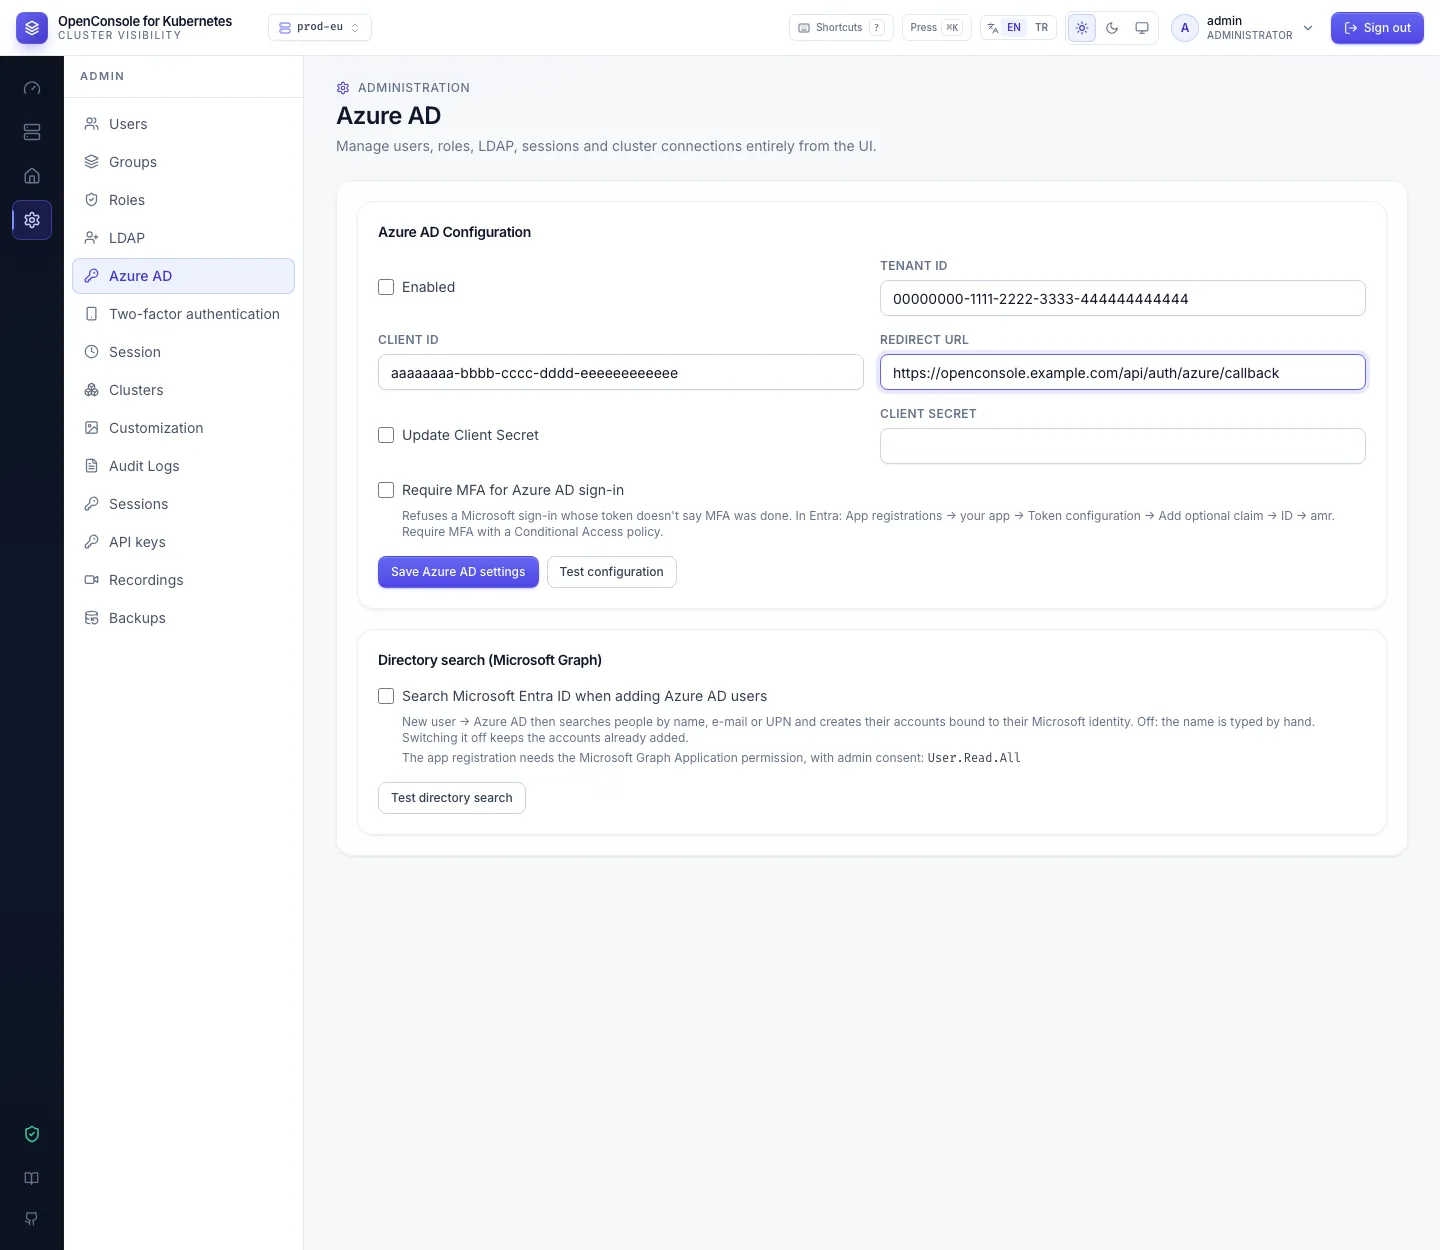 OpenConsole for Kubernetes
CLUSTER VISIBILITY
prod-eu
Shortcuts ?
Press ⌘K
EN TR
A
admin
ADMINISTRATOR
Sign out
ADMIN
Users
Groups
Roles
LDAP
Azure AD
Two-factor authentication
Session
Clusters
Customization
Audit Logs
Sessions
API keys
Recordings
Backups
ADMINISTRATION
Azure AD
Manage users, roles, LDAP, sessions and cluster connections entirely from the UI.
Azure AD Configuration
Enabled
TENANT ID
00000000-1111-2222-3333-444444444444
CLIENT ID
aaaaaaaa-bbbb-cccc-dddd-eeeeeeeeeeee
REDIRECT URL
https://openconsole.example.com/api/auth/azure/callback
Update Client Secret
CLIENT SECRET
Require MFA for Azure AD sign-in
Refuses a Microsoft sign-in whose token doesn't say MFA was done. In Entra: App registrations → your app → Token configuration → Add optional claim → ID → amr.
Require MFA with a Conditional Access policy.
Save Azure AD settings
Test configuration
Directory search (Microsoft Graph)
Search Microsoft Entra ID when adding Azure AD users
New user → Azure AD then searches people by name, e-mail or UPN and creates their accounts bound to their Microsoft identity. Off: the name is typed by hand.
Switching it off keeps the accounts already added.
The app registration needs the Microsoft Graph Application permission, with admin consent: User.Read.All
Test directory search